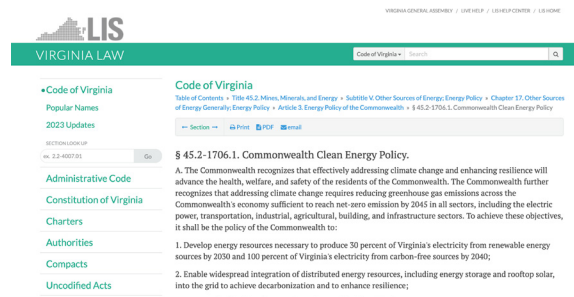 VIRGINIA GENERAL ASSEMBLY / LIVE HELP / LIS HELP CENTER / LIS HOME
LIS
VIRGINIA LAW
Code of Virginia Search
Code of Virginia
Popular Names
2023 Updates
SECTION LOOK UP
ex. 2.2-4007.01 Go
Administrative Code
Constitution of Virginia
Charters
Authorities
Compacts
Uncodified Acts
Code of Virginia
Table of Contents » Title 45.2. Mines, Minerals, and Energy » Subtitle V. Other Sources of Energy; Energy Policy » Chapter 17. Other Sources
of Energy Generally; Energy Policy » Article 3. Energy Policy of the Commonwealth » § 45.2-1706.1. Commonwealth Clean Energy Policy
← Section → Print PDF email
§ 45.2-1706.1. Commonwealth Clean Energy Policy.
A. The Commonwealth recognizes that effectively addressing climate change and enhancing resilience will
advance the health, welfare, and safety of the residents of the Commonwealth. The Commonwealth further
recognizes that addressing climate change requires reducing greenhouse gas emissions across the
Commonwealth's economy sufficient to reach net-zero emission by 2045 in all sectors, including the electric
power, transportation, industrial, agricultural, building, and infrastructure sectors. To achieve these objectives,
it shall be the policy of the Commonwealth to:
1. Develop energy resources necessary to produce 30 percent of Virginia's electricity from renewable energy
sources by 2030 and 100 percent of Virginia's electricity from carbon-free sources by 2040;
2. Enable widespread integration of distributed energy resources, including energy storage and rooftop solar,
into the grid to achieve decarbonization and to enhance resilience;